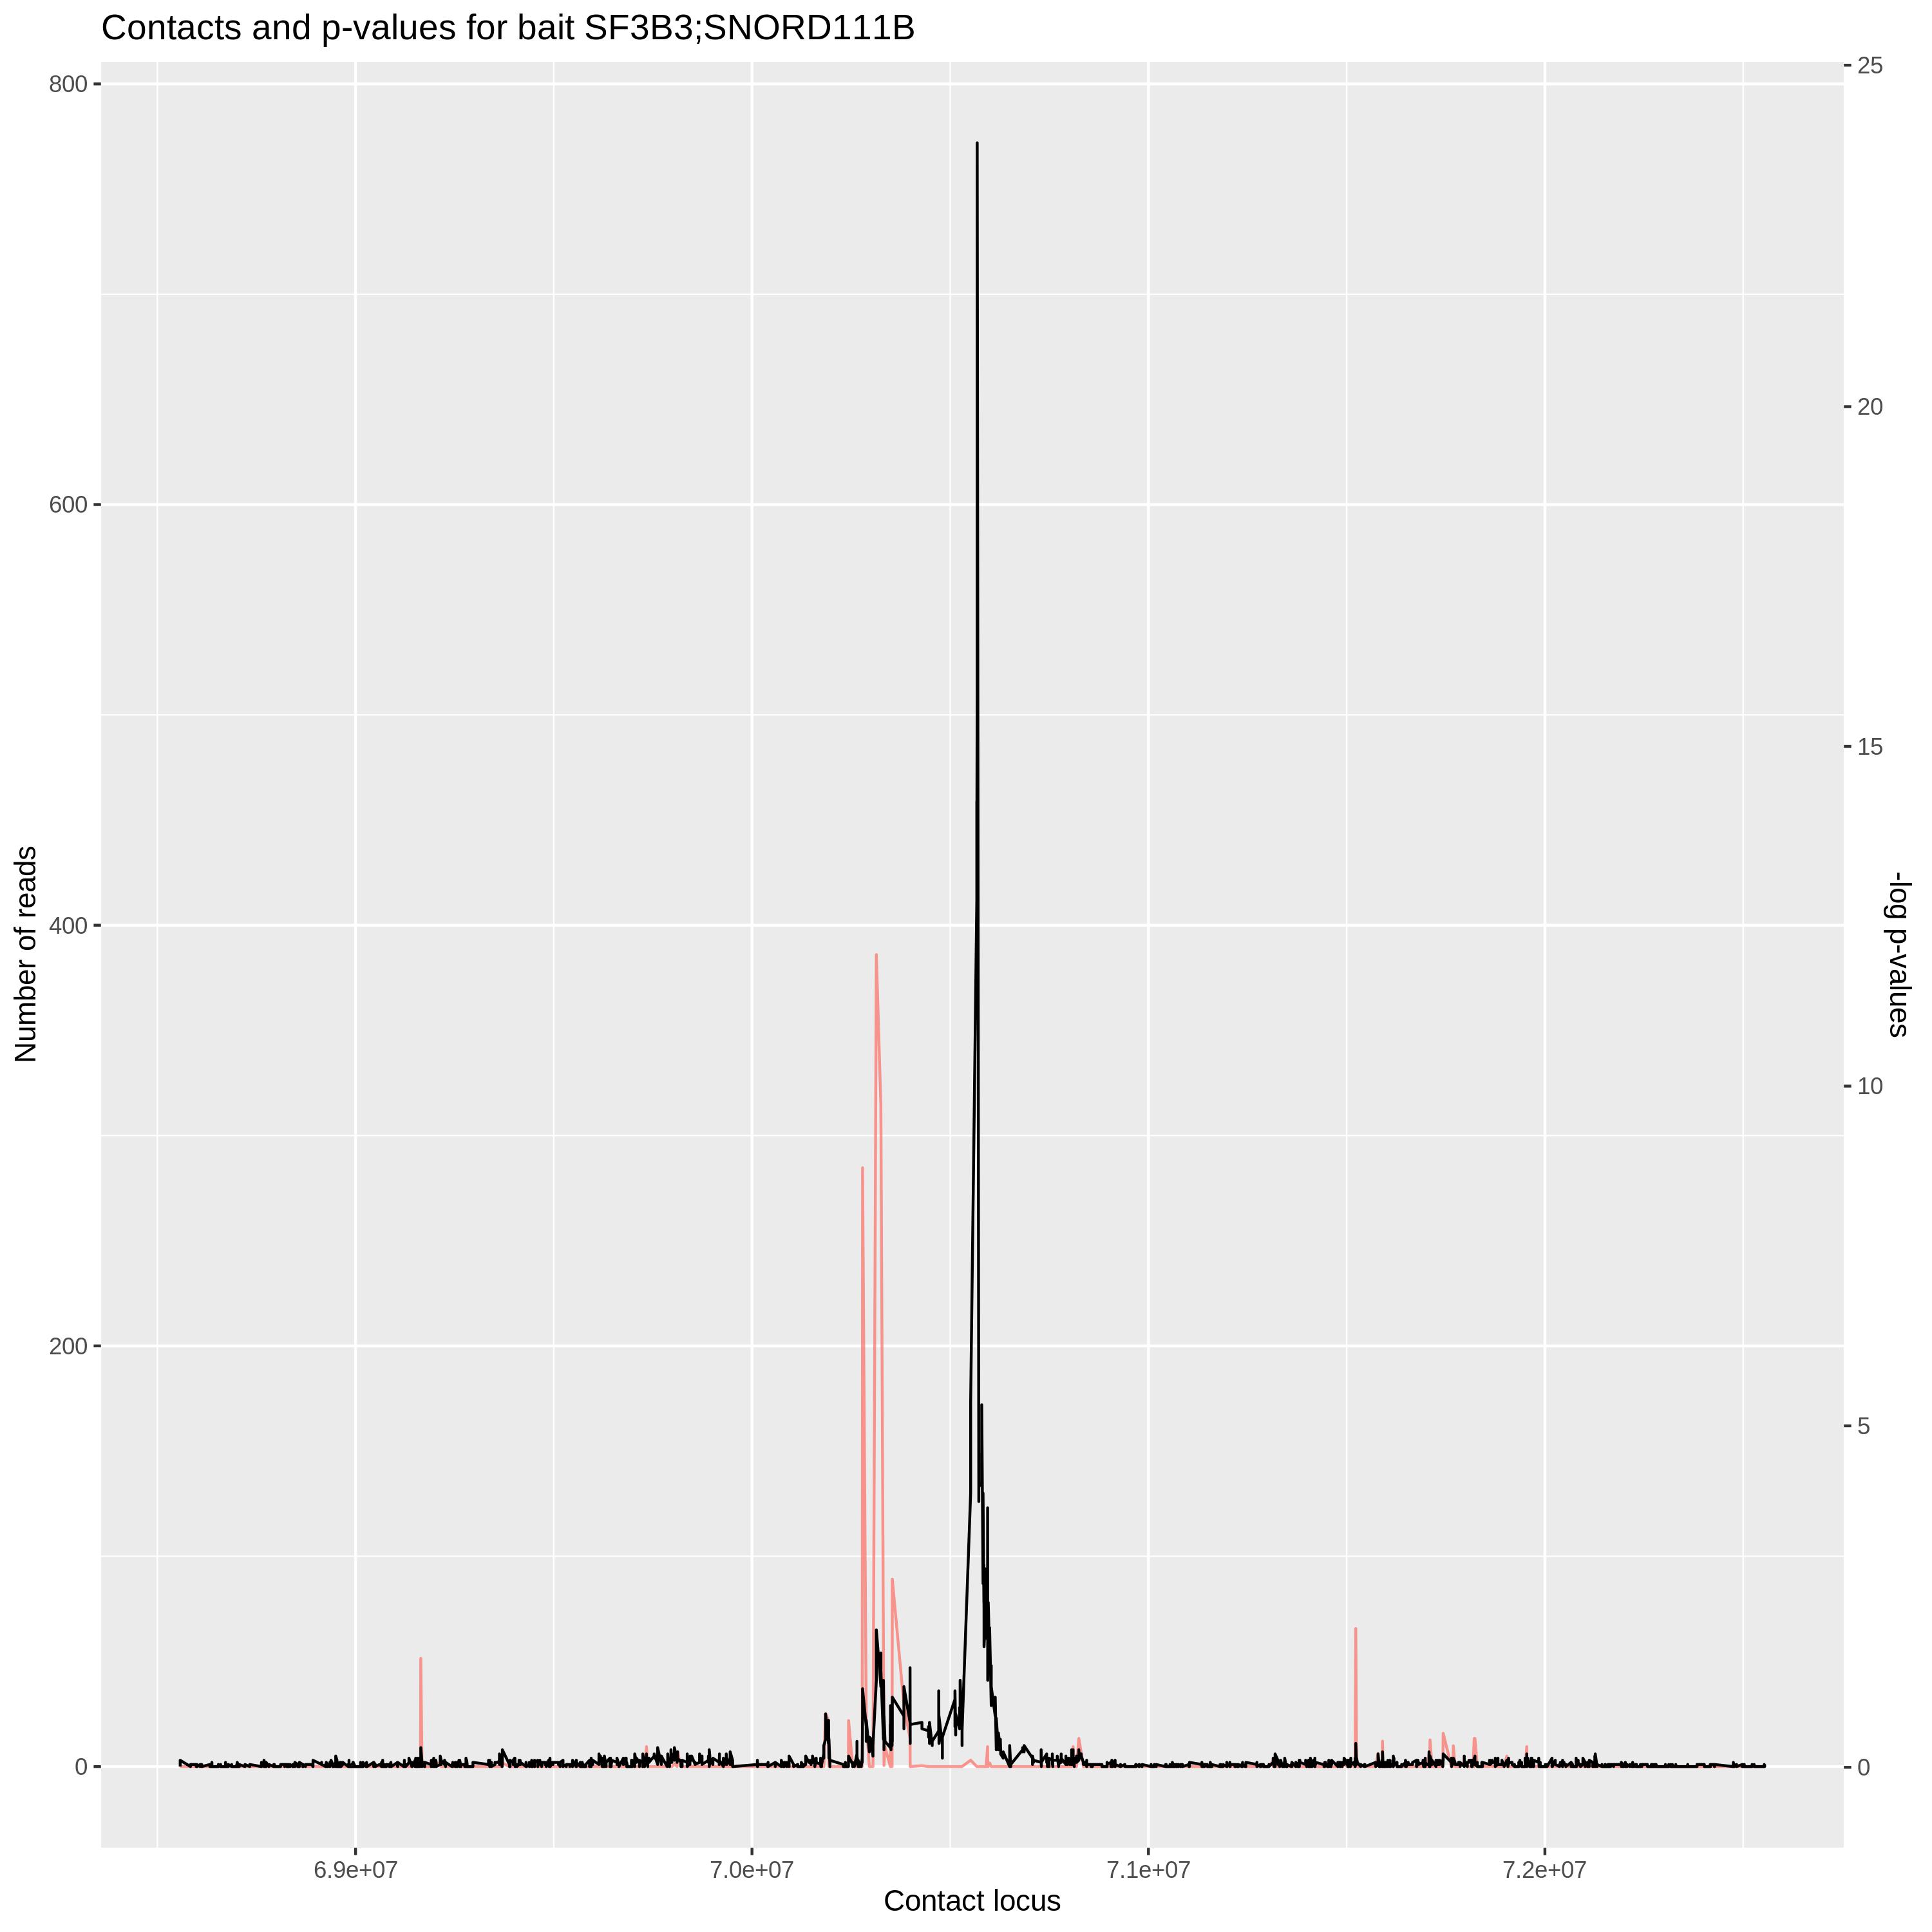 Contacts and p-values for bait SF3B3;SNORD111B
800
600
400
200
0
Number of reads
25
20
15
10
5
0
-log p-values
6.9e+07
7.0e+07
7.1e+07
7.2e+07
Contact locus